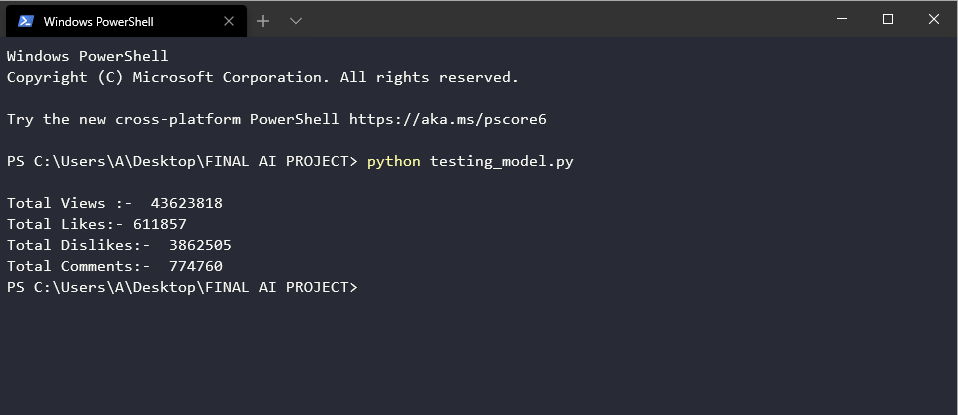 Windows PowerShell
Windows PowerShell
Copyright (C) Microsoft Corporation. All rights reserved.
Try the new cross-platform PowerShell https://aka.ms/pscore6
PS C:\Users\A\Desktop\FINAL AI PROJECT> python testing_model.py
Total Views :-  43623818
Total Likes:- 611857
Total Dislikes:-  3862505
Total Comments:-  774760
PS C:\Users\A\Desktop\FINAL AI PROJECT>